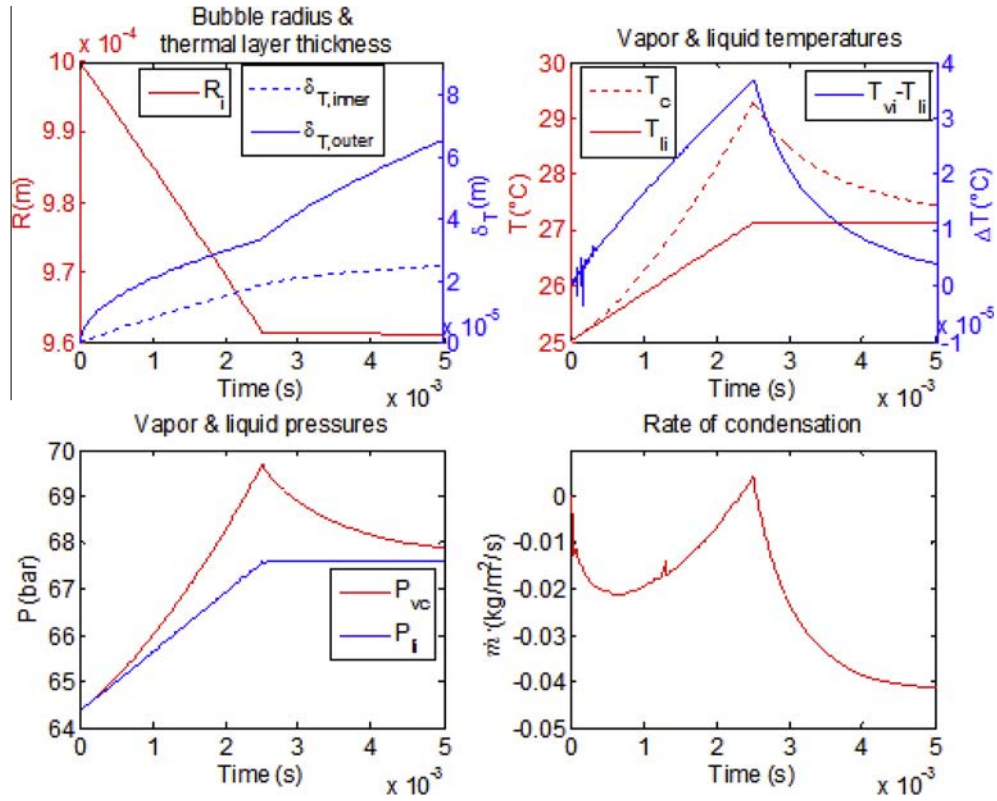 Bubble radius &
thermal layer thickness
x 10⁻⁴
10
9.9
9.8
9.7
9.6
R(m)
R_i
δ_T,inner
δ_T,outer
8
6
4
2
0
x 10⁻⁵
δ_T(m)
0 1 2 3 4 5
Time (s)
x 10⁻³
Vapor & liquid temperatures
30
29
28
27
26
25
T(°C)
T_c
T_li
T_vi-T_li
4
3
2
1
0
-1
x 10⁻⁵
ΔT(°C)
0 1 2 3 4 5
Time (s)
x 10⁻³
Vapor & liquid pressures
70
69
68
67
66
65
64
P(bar)
P_vc
P_li
0 1 2 3 4 5
Time (s)
x 10⁻³
Rate of condensation
0
-0.01
-0.02
-0.03
-0.04
-0.05
ṁ·(kg/m²/s)
0 1 2 3 4 5
Time (s)
x 10⁻³